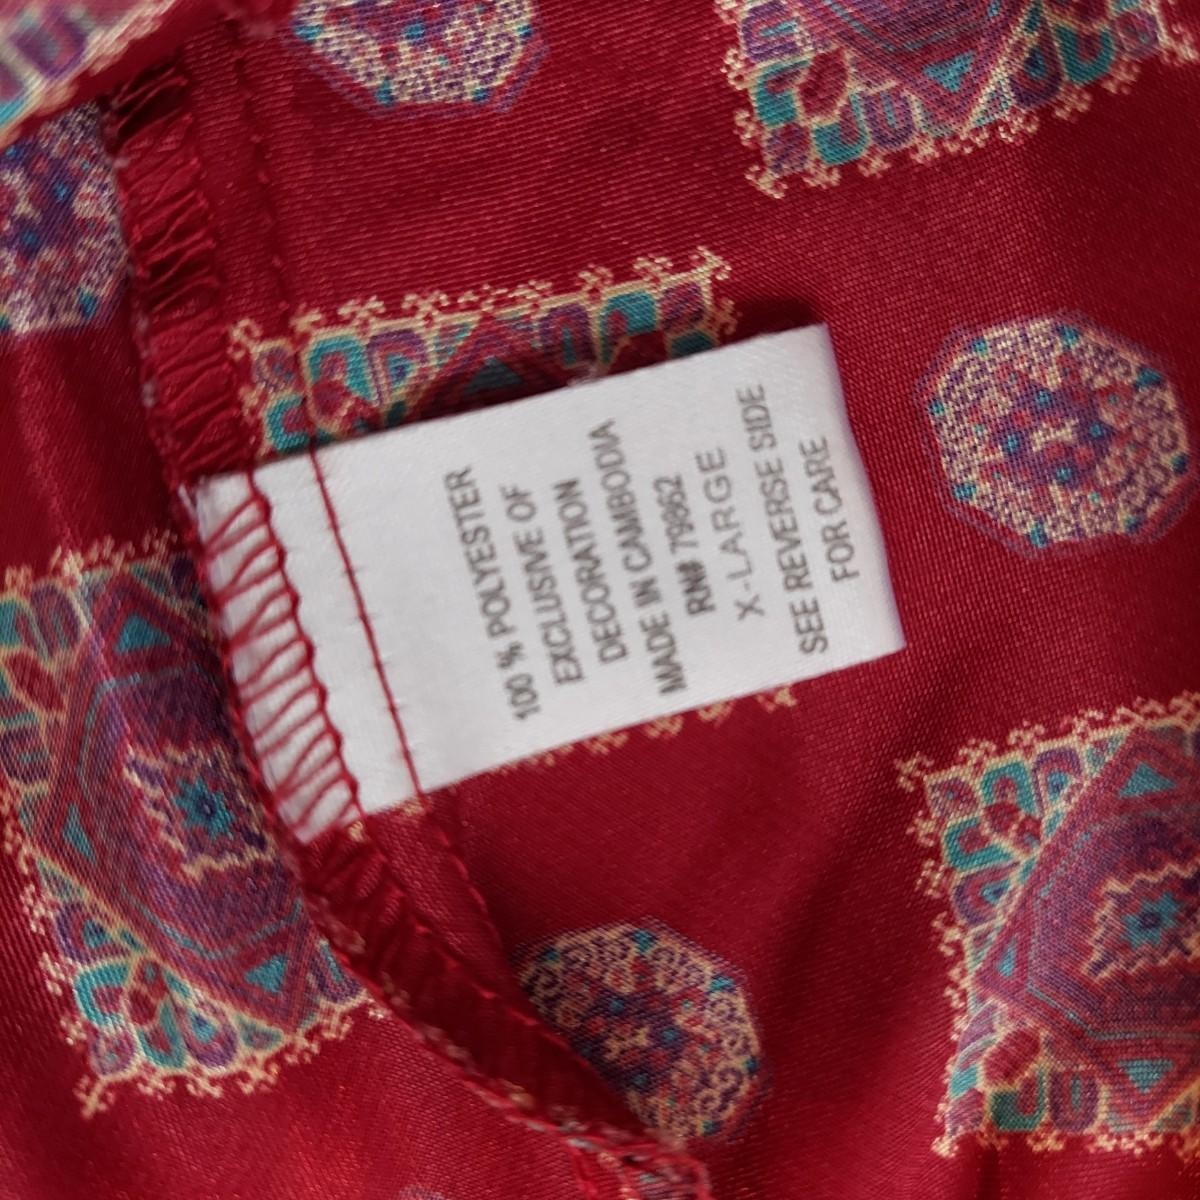 100 % POLYESTER
EXCLUSIVE OF
DECORATION
MADE IN CAMBODIA
RN# 79862
X-LARGE
SEE REVERSE SIDE
FOR CARE